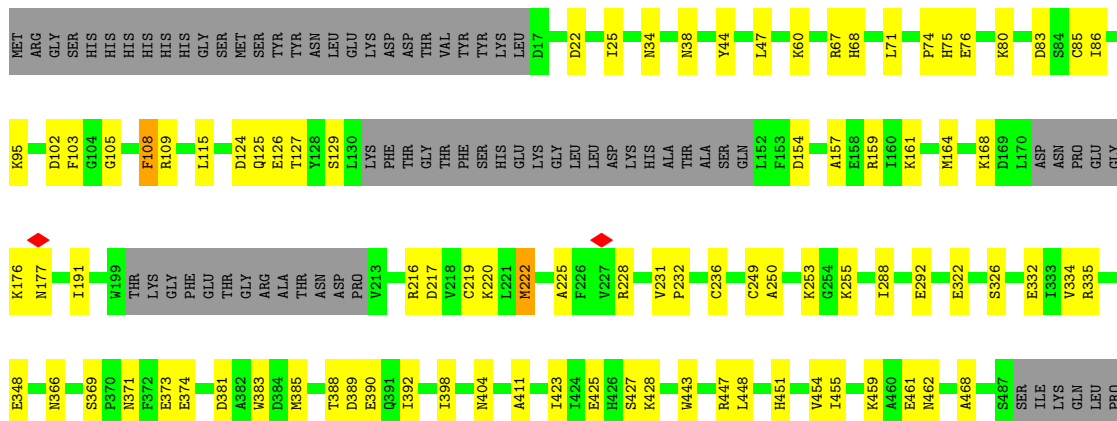 MET ARG GLY SER HIS HIS HIS HIS HIS HIS GLY SER MET SER TYR TYR ASN LEU GLU LYS ASP ASP THR VAL TYR TYR LYS LEU D17 D22 I25 N34 N38 Y44 L47 K60 R67 H68 L71 P74 H75 E76 K80 D83 S84 C85 I86
K95 D102 F103 G104 G105 F108 R109 L115 D124 Q125 E126 T127 Y128 S129 L130 LYS PHE THR GLY THR PHE SER HIS GLU LYS GLY LEU LEU ASP LYS HIS ALA THR ALA SER GLN L152 F153 D154 A157 E158 R159 I160 K161 M164 K168 D169 L170 ASP ASN PRO GLU GLY
K176 N177 I191 W199 THR LYS GLY PHE GLU THR GLY ARG ALA THR ASN ASP PRO V213 R216 D217 V218 C219 K220 L221 M222 A225 F226 V227 R228 V231 P232 C236 C249 A250 K253 G254 K255 I288 E292 E322 S326 E332 I333 V334 R335
E348 N366 S369 P370 N371 F372 E373 E374 D381 A382 W383 D384 M385 T388 D389 E390 Q391 I392 I398 N404 A411 I423 I424 E425 H426 S427 K428 W443 R447 L448 H451 V454 I455 K459 A460 E461 N462 A468 S487 SER ILE LYS GLN LEU PRO